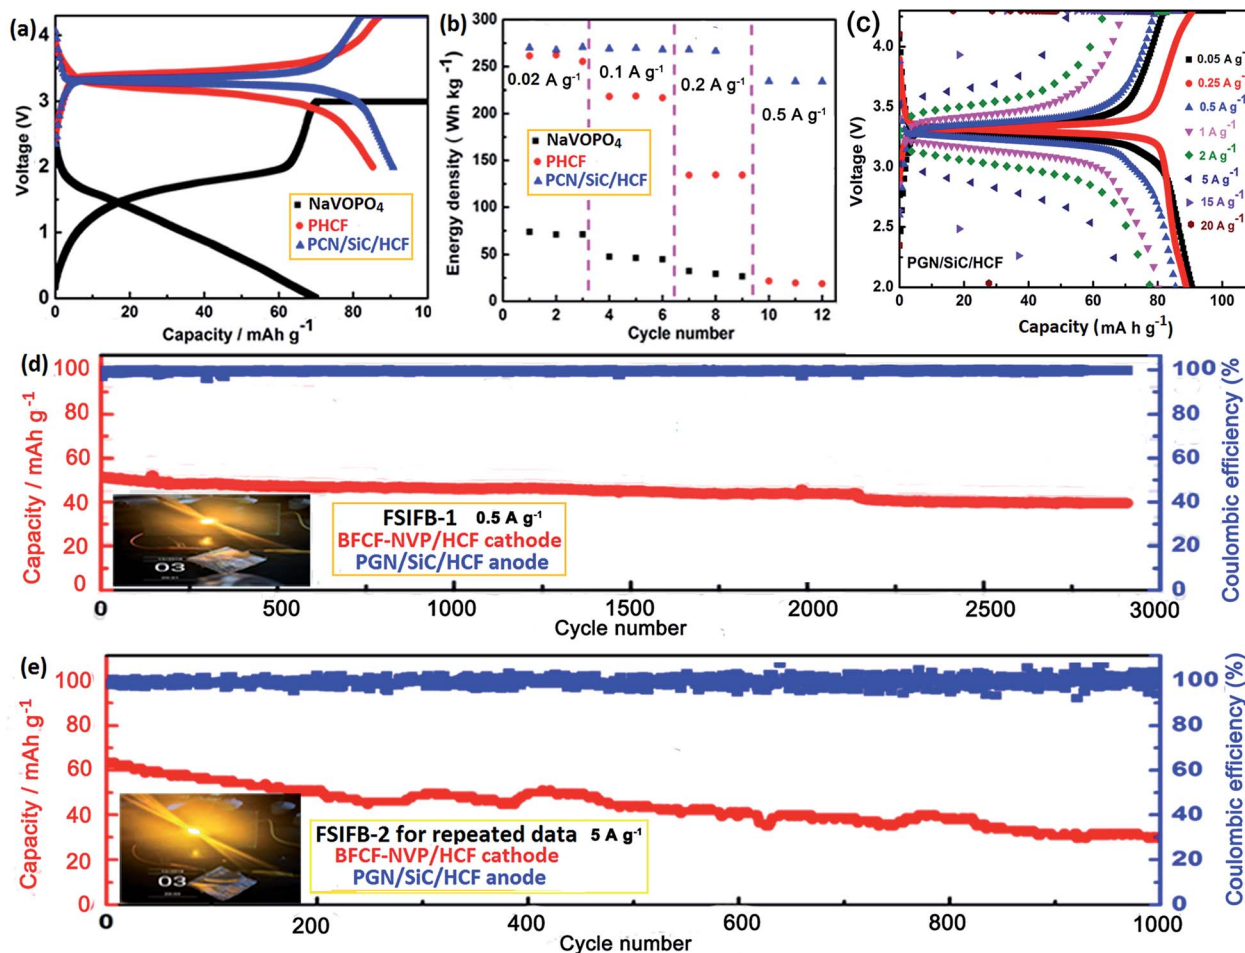 (a)
4
3
2
1
0
Voltage (V)
0 20 40 60 80 100
Capacity / mAh g-1
NaVOPO4
PHCF
PCN/SiC/HCF
(b)
300
250
200
150
100
50
0
Energy density ( Wh kg-1)
0.02 A g-1
0.1 A g-1
0.2 A g-1
0.5 A g-1
NaVOPO4
PHCF
PCN/SiC/HCF
0 2 4 6 8 10 12
Cycle number
(c)
4.0
3.5
3.0
2.5
2.0
Voltage (V)
0.05 A g-1
0.25 A g-1
0.5 A g-1
1 A g-1
2 A g-1
5 A g-1
15 A g-1
20 A g-1
PGN/SiC/HCF
0 20 40 60 80 100
Capacity (mA h g-1)
(d)
100
80
60
40
20
0
Capacity / mAh g-1
FSIFB-1 0.5 A g-1
BFCF-NVP/HCF cathode
PGN/SiC/HCF anode
03
100
80
60
40
20
0
Coulombic efficiency (%
0 500 1000 1500 2000 2500 3000
Cycle number
(e)
100
80
60
40
20
0
Capacity / mAh g-1
FSIFB-2 for repeated data 5 A g-1
BFCF-NVP/HCF cathode
PGN/SiC/HCF anode
03
100
80
60
40
20
0
Coulombic efficiency (%)
0 200 400 600 800 1000
Cycle number